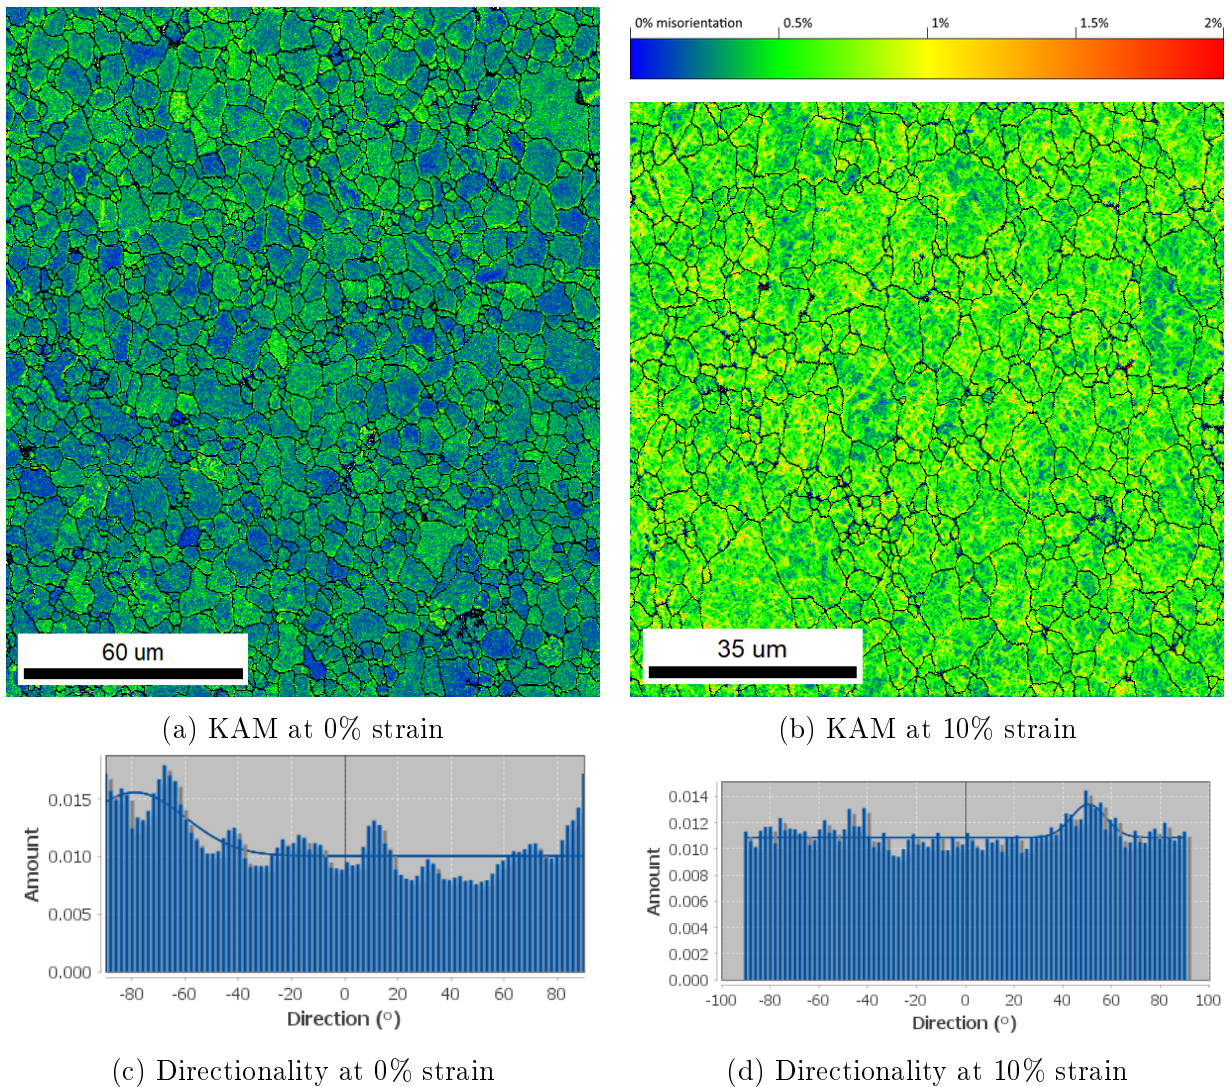 0% misorientation 0.5% 1% 1.5% 2%
60 um
35 um
(a) KAM at 0% strain
(b) KAM at 10% strain
0.015
0.010
0.005
0.000
Amount
-80 -60 -40 -20 0 20 40 60 80
Direction (°)
0.014
0.012
0.010
0.008
0.006
0.004
0.002
0.000
Amount
-100 -80 -60 -40 -20 0 20 40 60 80 100
Direction (°)
(c) Directionality at 0% strain
(d) Directionality at 10% strain